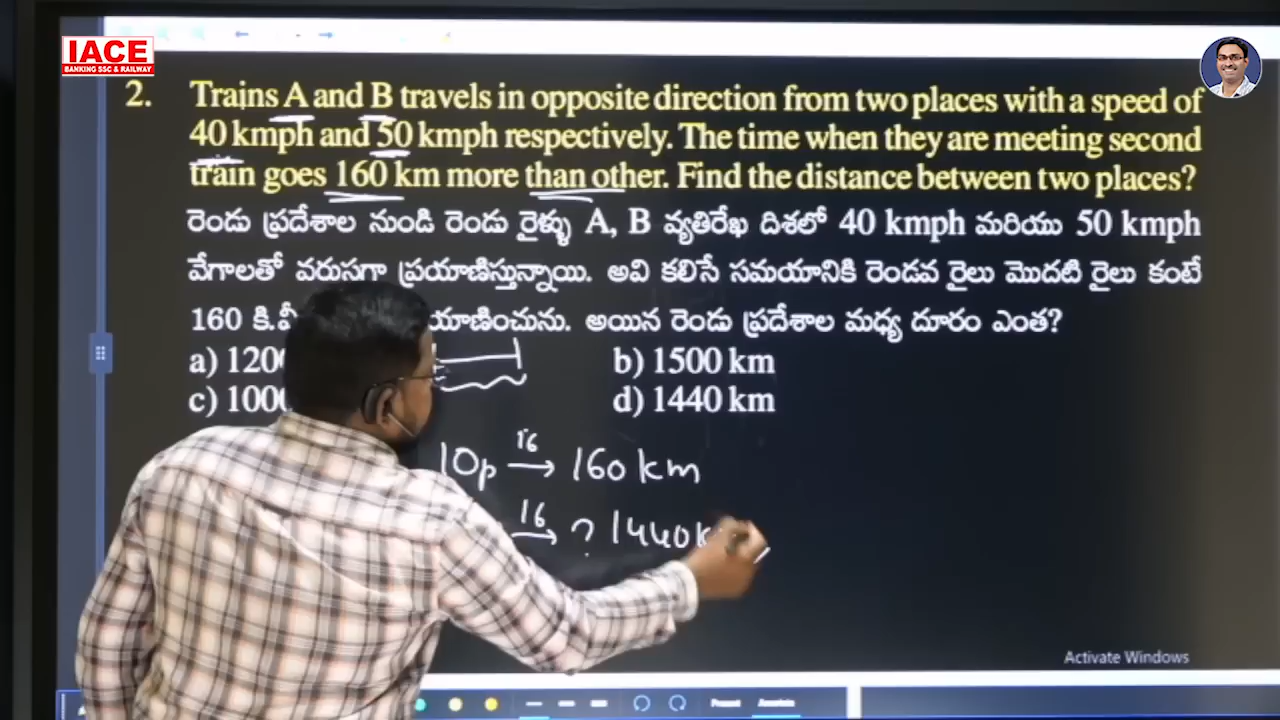 IACE
BANKING SSC & RAILWAY
2. Trains A and B travels in opposite direction from two places with a speed of
40 kmph and 50 kmph respectively. The time when they are meeting second
train goes 160 km more than other. Find the distance between two places?
రెండు ప్రదేశాల నుండి రెండు రైళ్ళు A, B వ్యతిరేఖ దిశలో 40 kmph మరియు 50 kmph
వేగాలతో వరుసగా ప్రయాణిస్తున్నాయి. అవి కలిసే సమయానికి రెండవ రైలు మొదటి రైలు కంటే
160 కి.మీ అయిన రెండు ప్రదేశాల మధ్య దూరం ఎంత?
a) b) 1500 km
c) d) 1440 km
10p 16 → 160 km
16 → ? 1440k
Activate Windows
Present Annotate